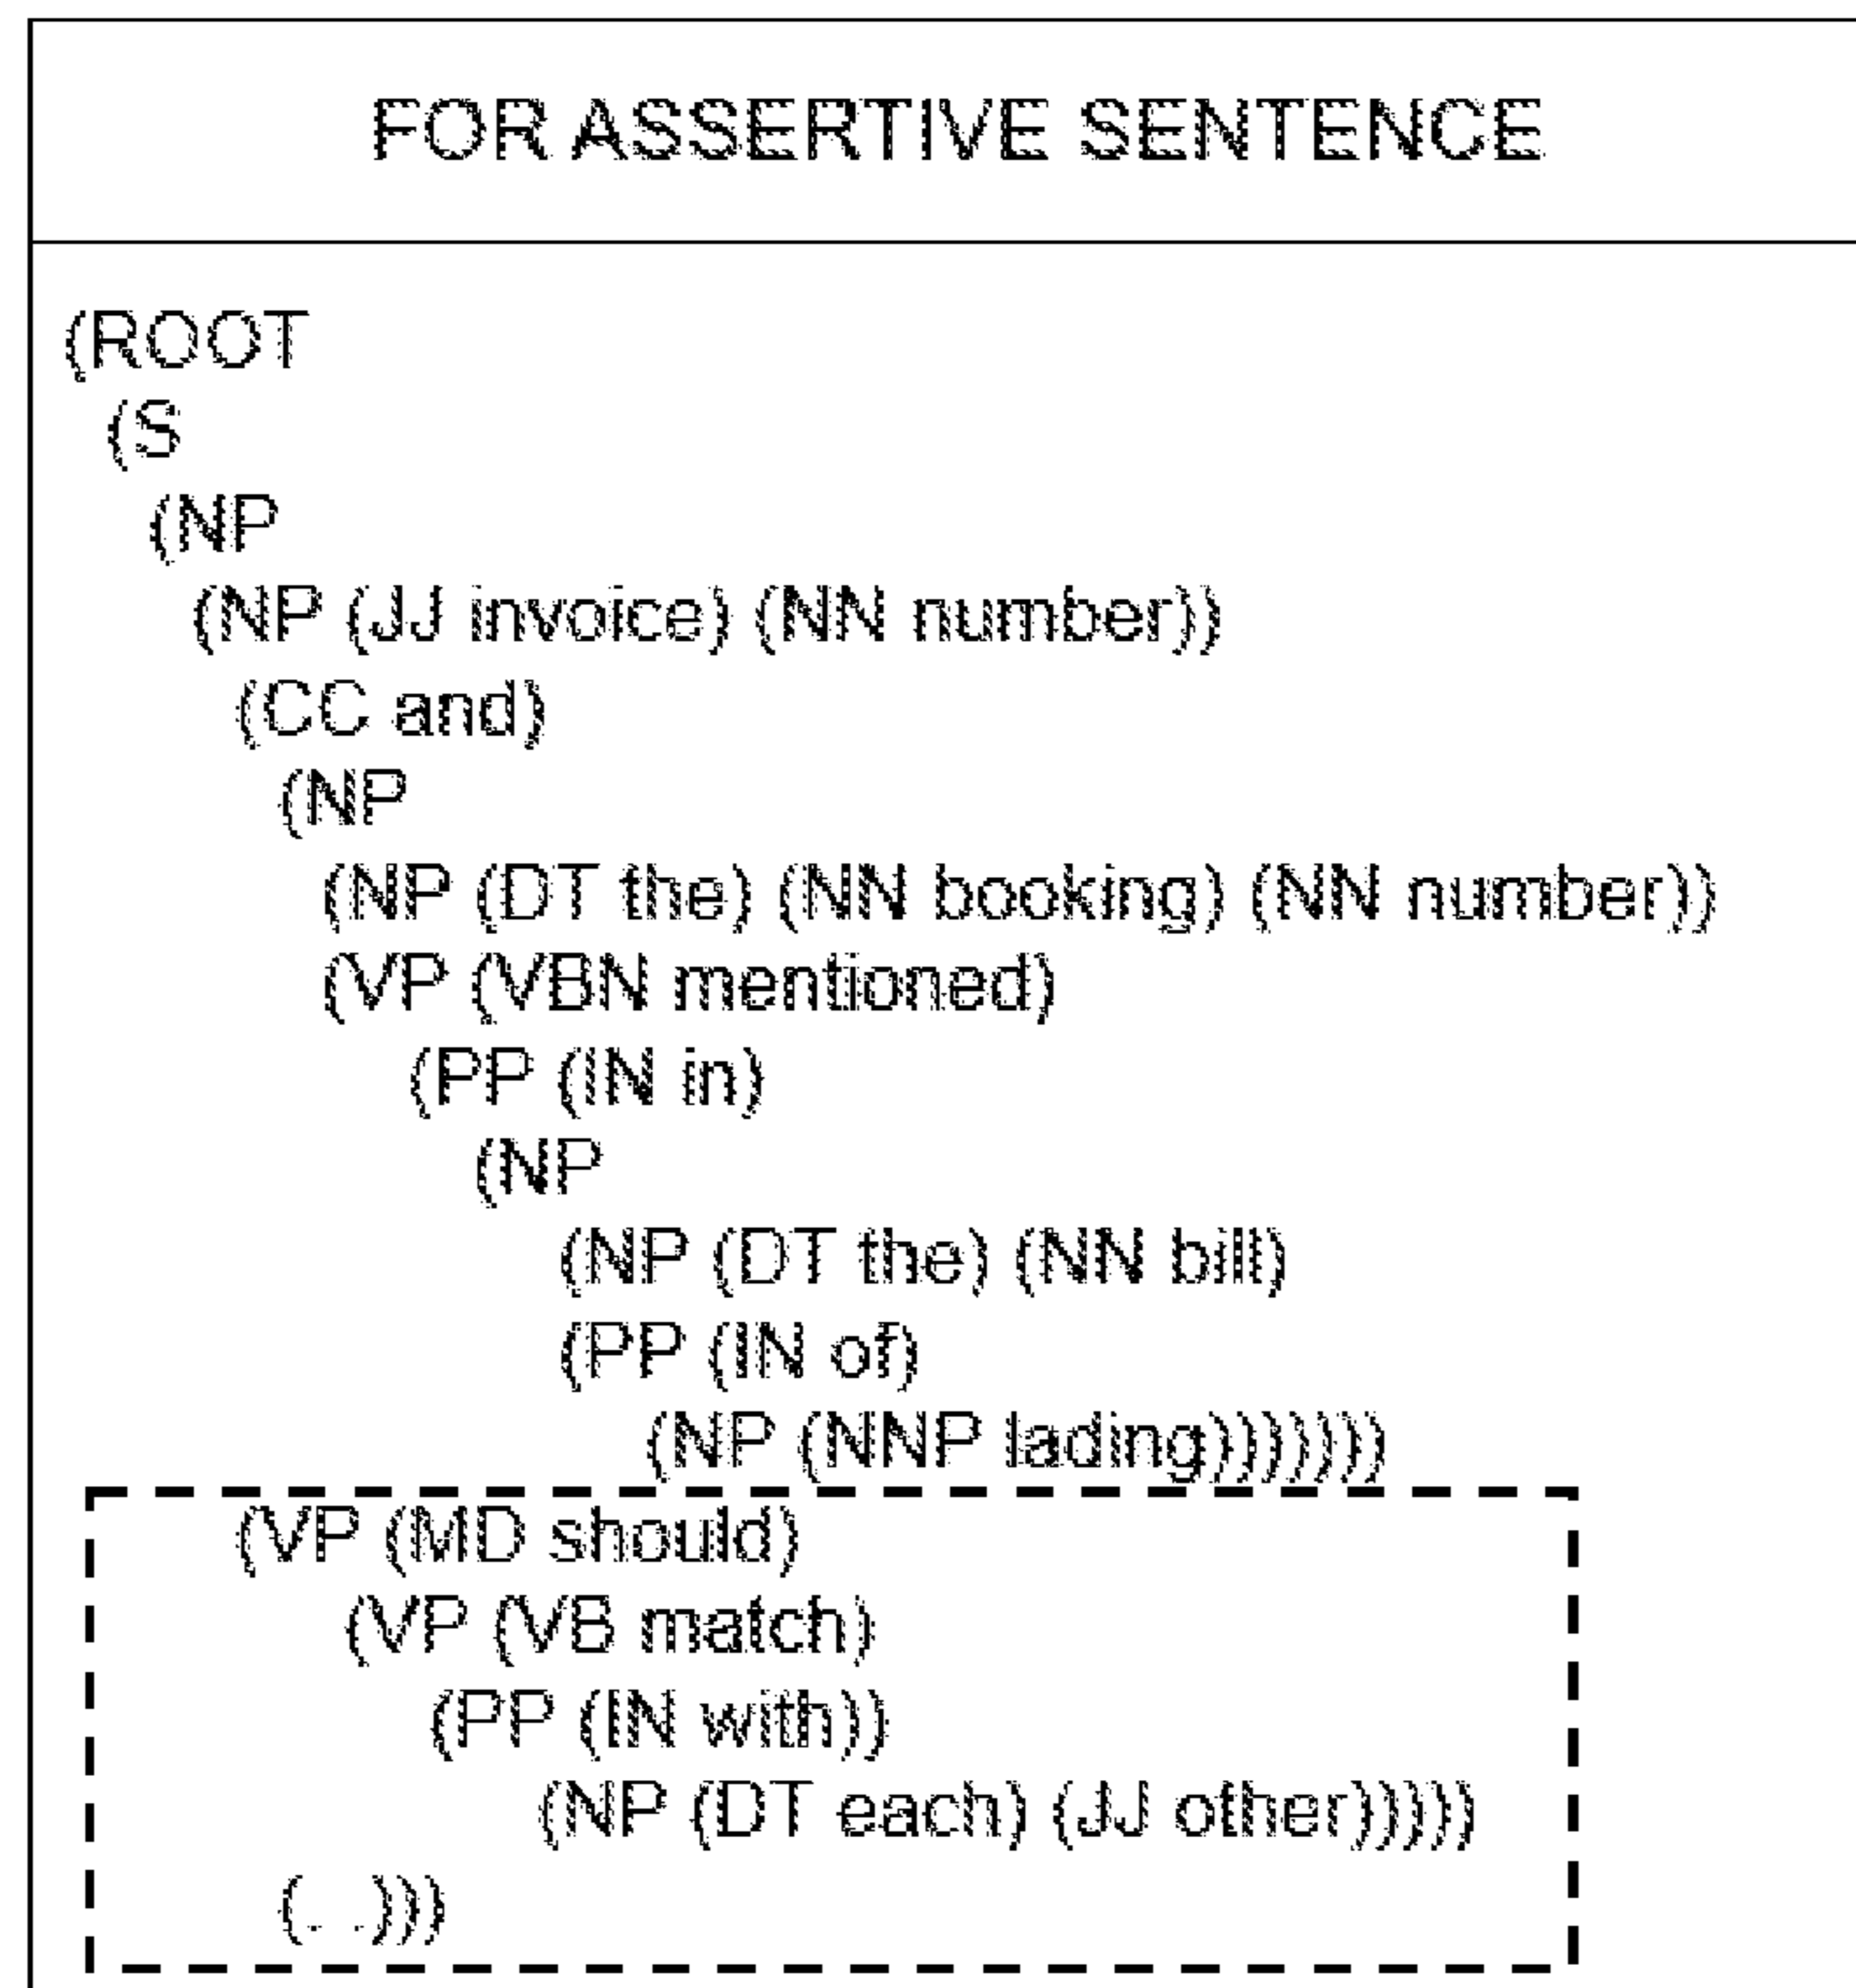 FOR ASSERTIVE SENTENCE
(ROOT
(S
(NP
(NP (JJ invoice) (NN number))
(CC and)
(NP
(NP (DT the) (NN booking) (NN number))
(VP (VBN mentioned)
(PP (IN in)
(NP
(NP (DT the) (NN bill)
(PP (IN of)
(NP (NNP lading)))))))
(VP (MD should)
(VP (VB match)
(PP (IN with))
(NP (DT each) (JJ other)))))
(. .)))